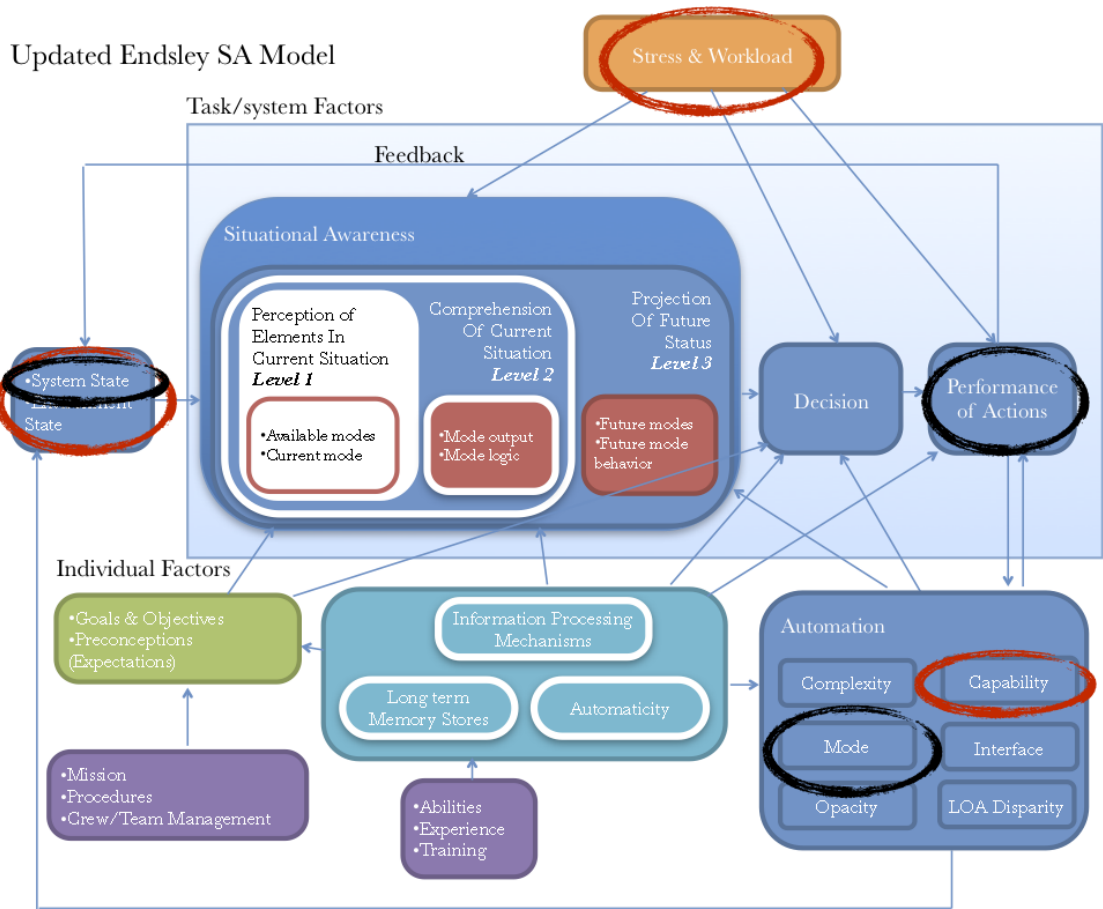 Updated Endsley SA Model
Stress & Workload
Task/system Factors
Feedback
Situational Awareness
Perception of
Elements In
Current Situation
Level 1
•Available modes
•Current mode
Comprehension
Of Current
Situation
Level 2
•Mode output
•Mode logic
Projection
Of Future
Status
Level 3
•Future modes
•Future mode
behavior
•System State
•Environment
State
Decision
Performance
of Actions
Individual Factors
•Goals & Objectives
•Preconceptions
(Expectations)
Information Processing
Mechanisms
Long term
Memory Stores
Automaticity
•Mission
•Procedures
•Crew/Team Management
•Abilities
•Experience
•Training
Automation
Complexity
Capability
Mode
Interface
Opacity
LOA Disparity